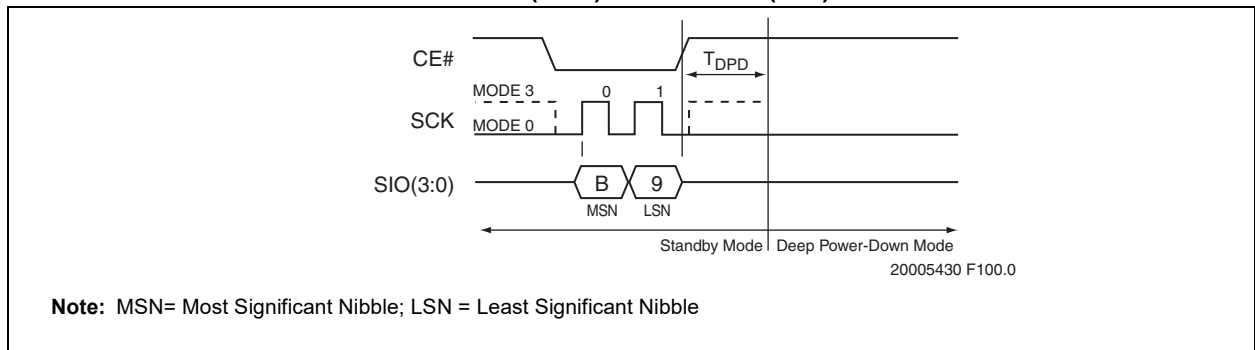 CE#
T_DPD
MODE 3 0 1
SCK MODE 0
SIO(3:0) B 9
MSN LSN
Standby Mode Deep Power-Down Mode
20005430 F100.0
Note: MSN= Most Significant Nibble; LSN = Least Significant Nibble